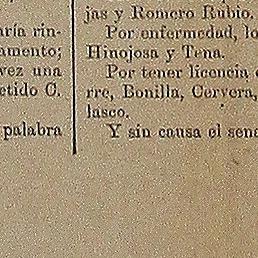 aría rin-
amento;
vez una
etido C.
palabra
jas y Romero Rubio.
Por enfermedad, lo
Hinojosa y Tena.
Por tener licencia
rre, Bonilla, Cervera,
lasco.
Y sin causa el sena